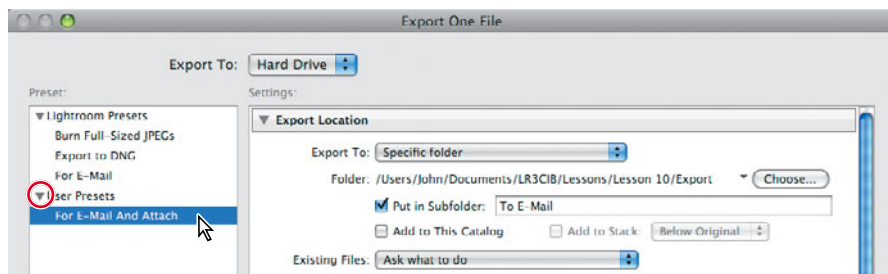 Export One File
Export To: Hard Drive
Preset:
Lightroom Presets
Burn Full-Sized JPEGs
Export to DNG
For E-Mail
User Presets
For E-Mail And Attach
Settings:
Export Location
Export To: Specific folder
Folder: /Users/John/Documents/LR3CIB/Lessons/Lesson 10/Export Choose...
Put in Subfolder: To E-Mail
Add to This Catalog Add to Stack: Below Original
Existing Files: Ask what to do